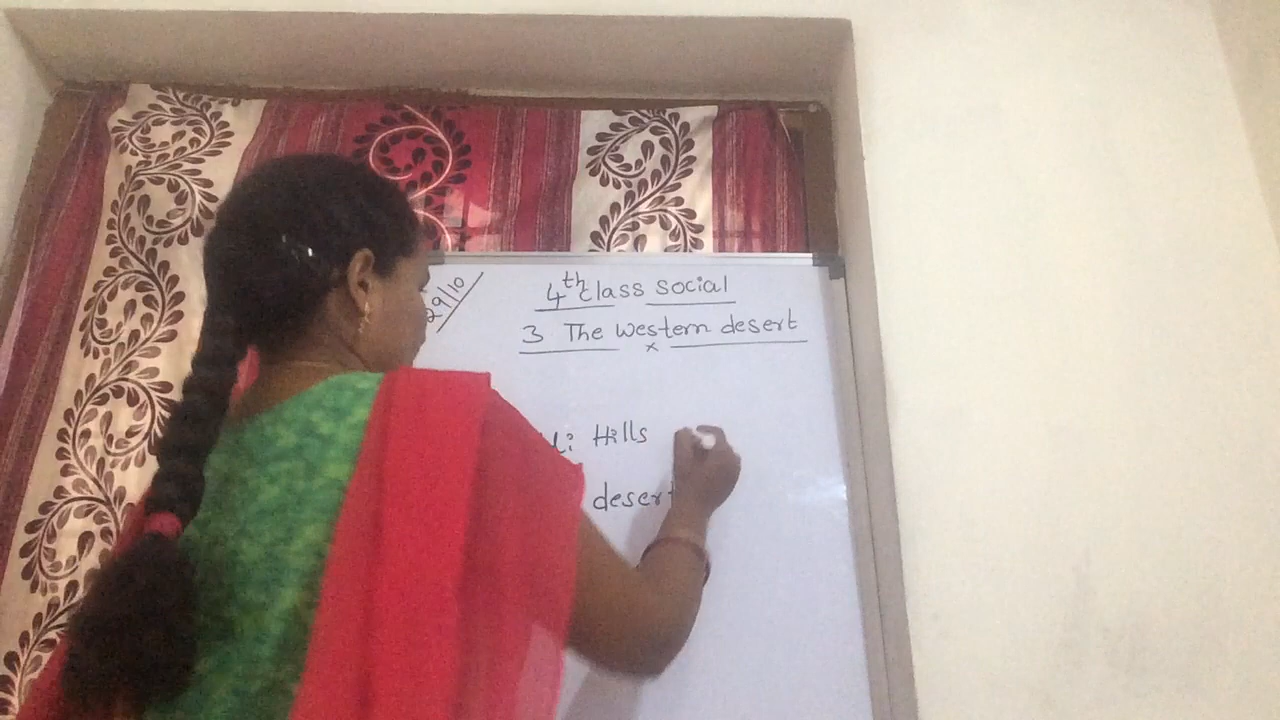 29/10
4th class social
3 The western desert
x
Hills
desert